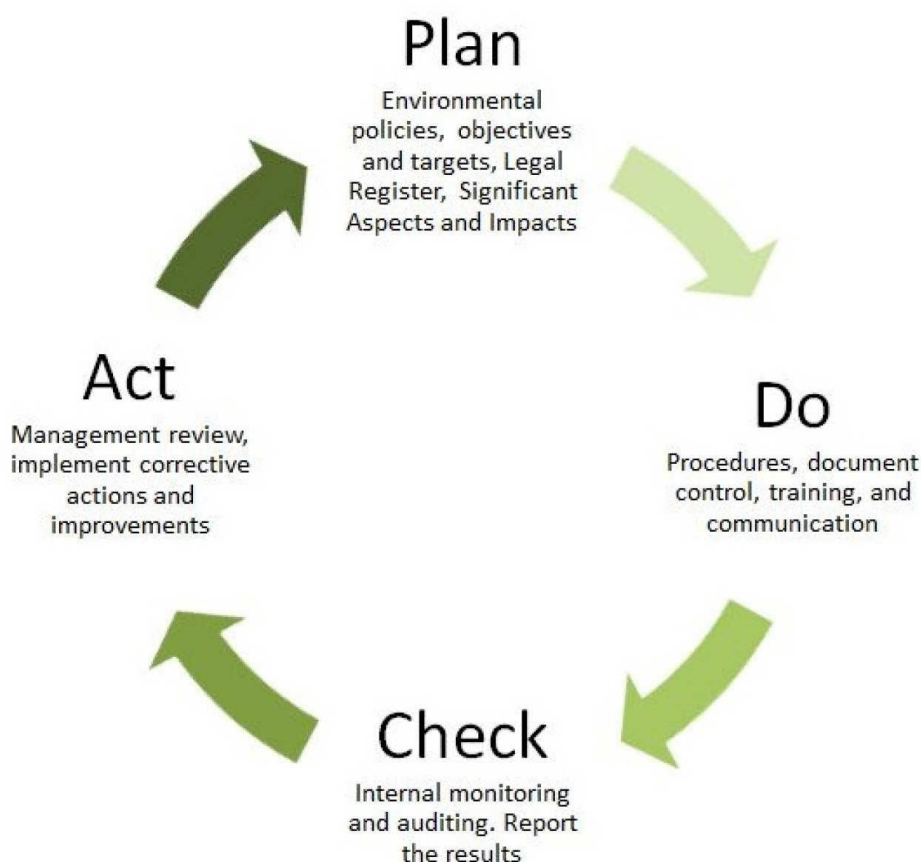 Plan
Environmental
policies, objectives
and targets, Legal
Register, Significant
Aspects and Impacts
Do
Procedures, document
control, training, and
communication
Check
Internal monitoring
and auditing. Report
the results
Act
Management review,
implement corrective
actions and
improvements